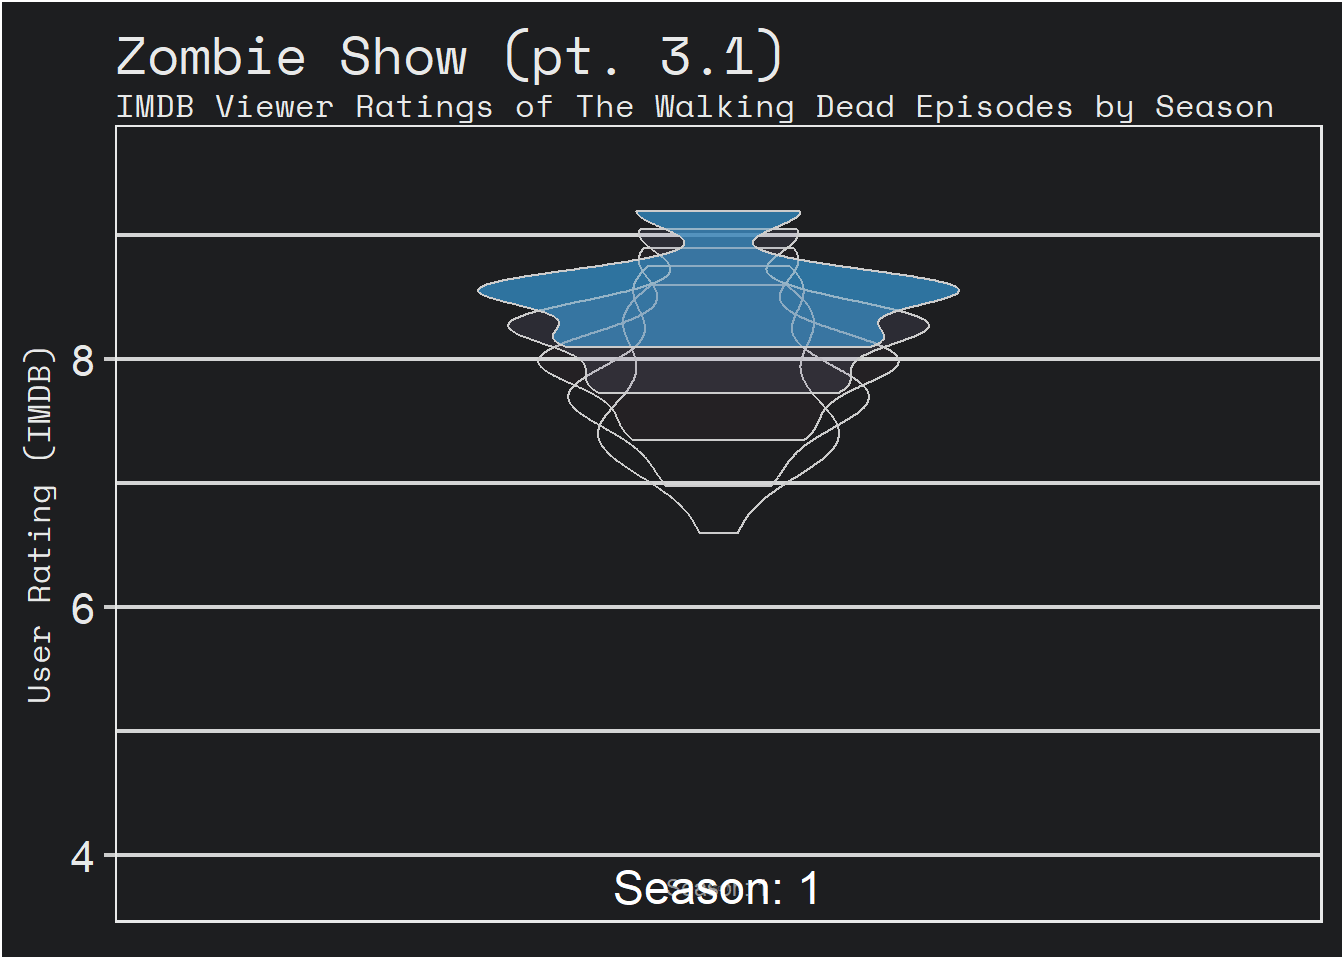 Zombie Show (pt. 3.1)
IMDB Viewer Ratings of The Walking Dead Episodes by Season
User Rating (IMDB)
8
6
4
Season: 1